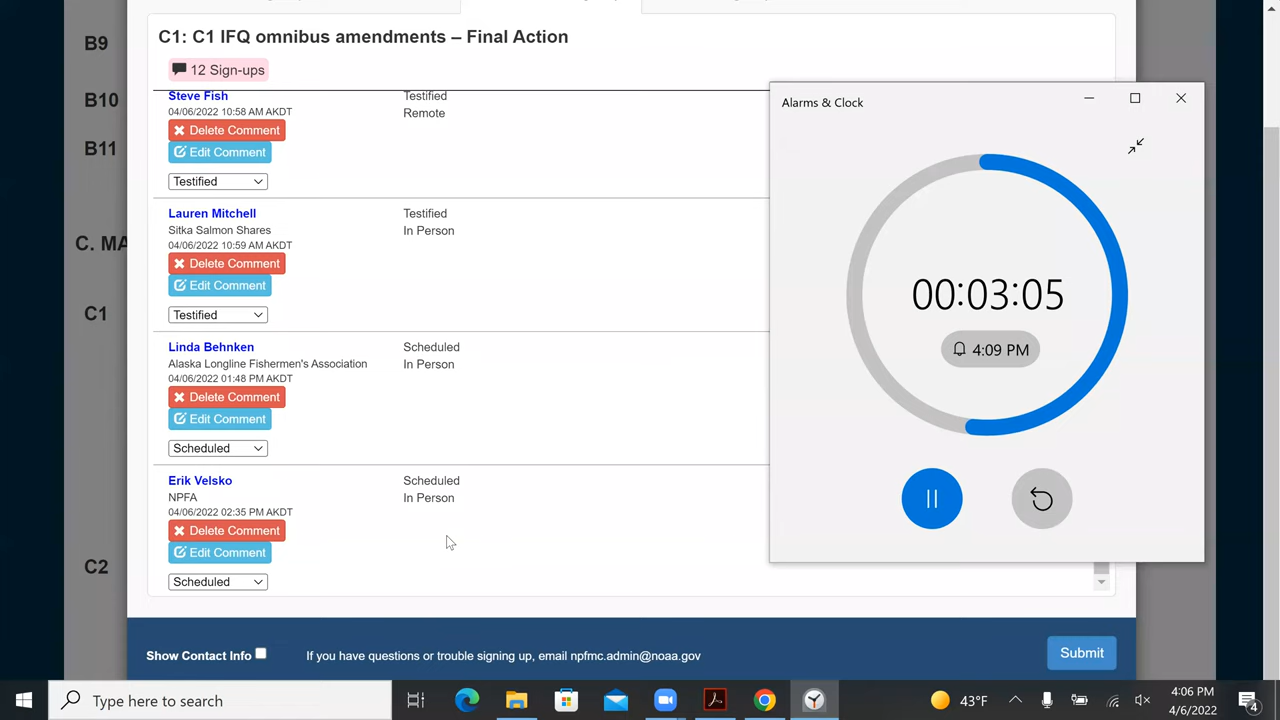 B9
B10
B11
C. MA
C1
C2
C1: C1 IFQ omnibus amendments – Final Action
12 Sign-ups
Steve Fish
Testified
04/06/2022 10:58 AM AKDT
Remote
Delete Comment
Edit Comment
Testified
Lauren Mitchell
Testified
Sitka Salmon Shares
In Person
04/06/2022 10:59 AM AKDT
Delete Comment
Edit Comment
Testified
Linda Behnken
Scheduled
Alaska Longline Fishermen's Association
In Person
04/06/2022 01:48 PM AKDT
Delete Comment
Edit Comment
Scheduled
Erik Velsko
Scheduled
NPFA
In Person
04/06/2022 02:35 PM AKDT
Delete Comment
Edit Comment
Scheduled
Show Contact Info
If you have questions or trouble signing up, email npfmc.admin@noaa.gov
Submit
Alarms & Clock
00:03:05
4:09 PM
Type here to search
43°F
4:06 PM
4/6/2022
4